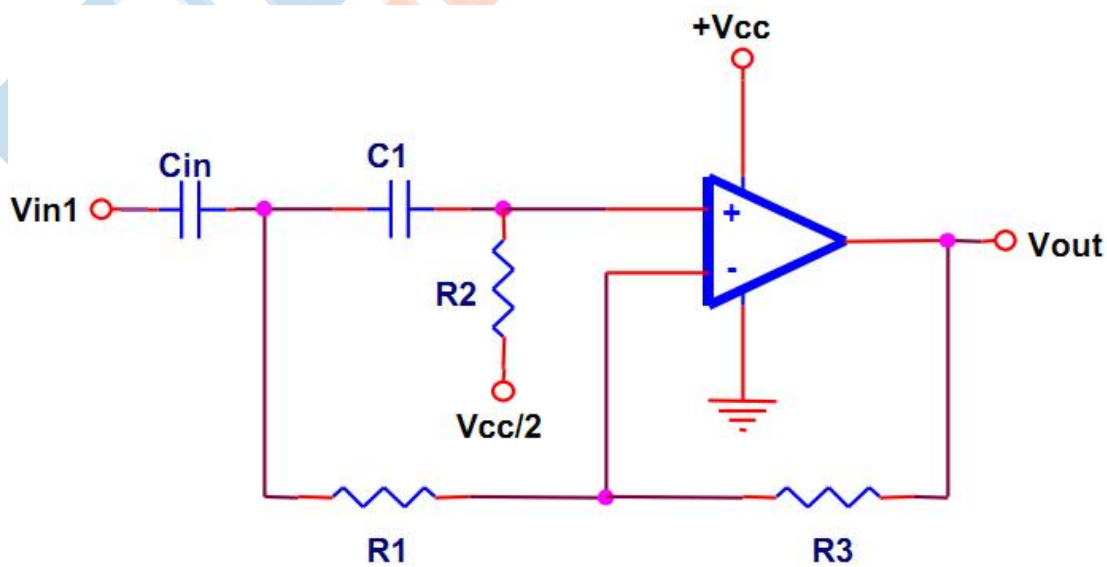 +Vcc
Cin
C1
Vin1
+
-
Vout
R2
Vcc/2
R1
R3